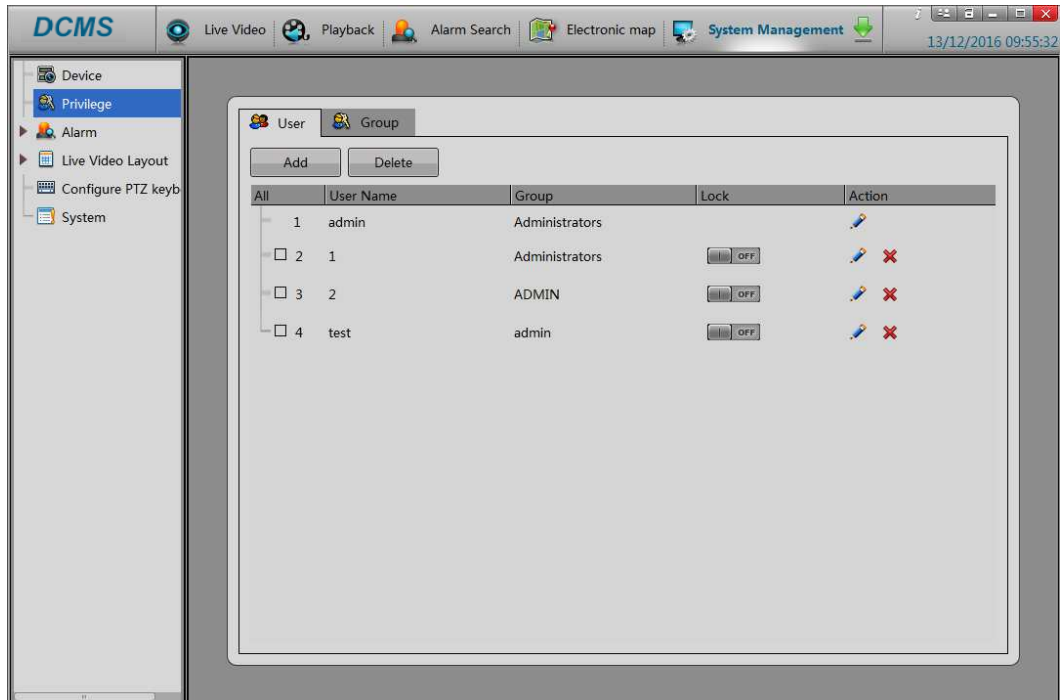 DCMS
Live Video
Playback
Alarm Search
Electronic map
System Management
13/12/2016 09:55:32
Device
Privilege
Alarm
Live Video Layout
Configure PTZ keyb
System
User
Group
Add
Delete
All User Name Group Lock Action
1 admin Administrators
2 1 Administrators OFF
3 2 ADMIN OFF
4 test admin OFF